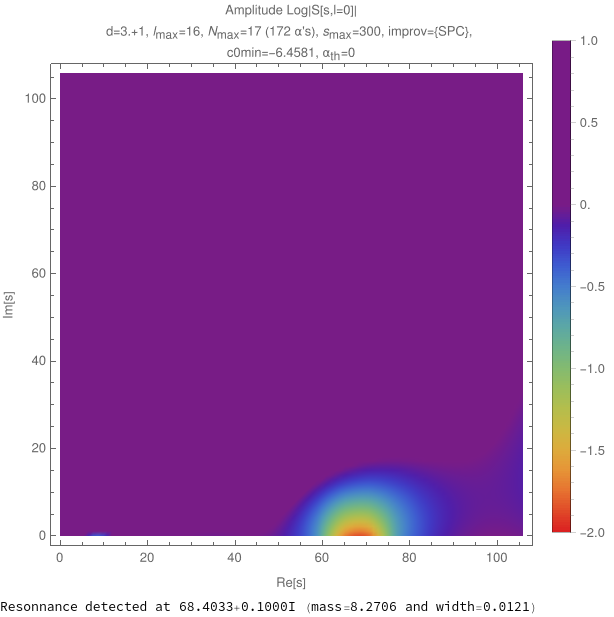 Amplitude Log|S[s,l=0]|
d=3.+1, lmax=16, Nmax=17 (172 α's), smax=300, improv={SPC},
c0min=−6.4581, αth=0
100
80
60
40
20
0
Im[s]
0 20 40 60 80 100
Re[s]
1.0
0.5
0.
−0.5
−1.0
−1.5
−2.0
Resonnance detected at 68.4033+0.1000I (mass=8.2706 and width=0.0121)